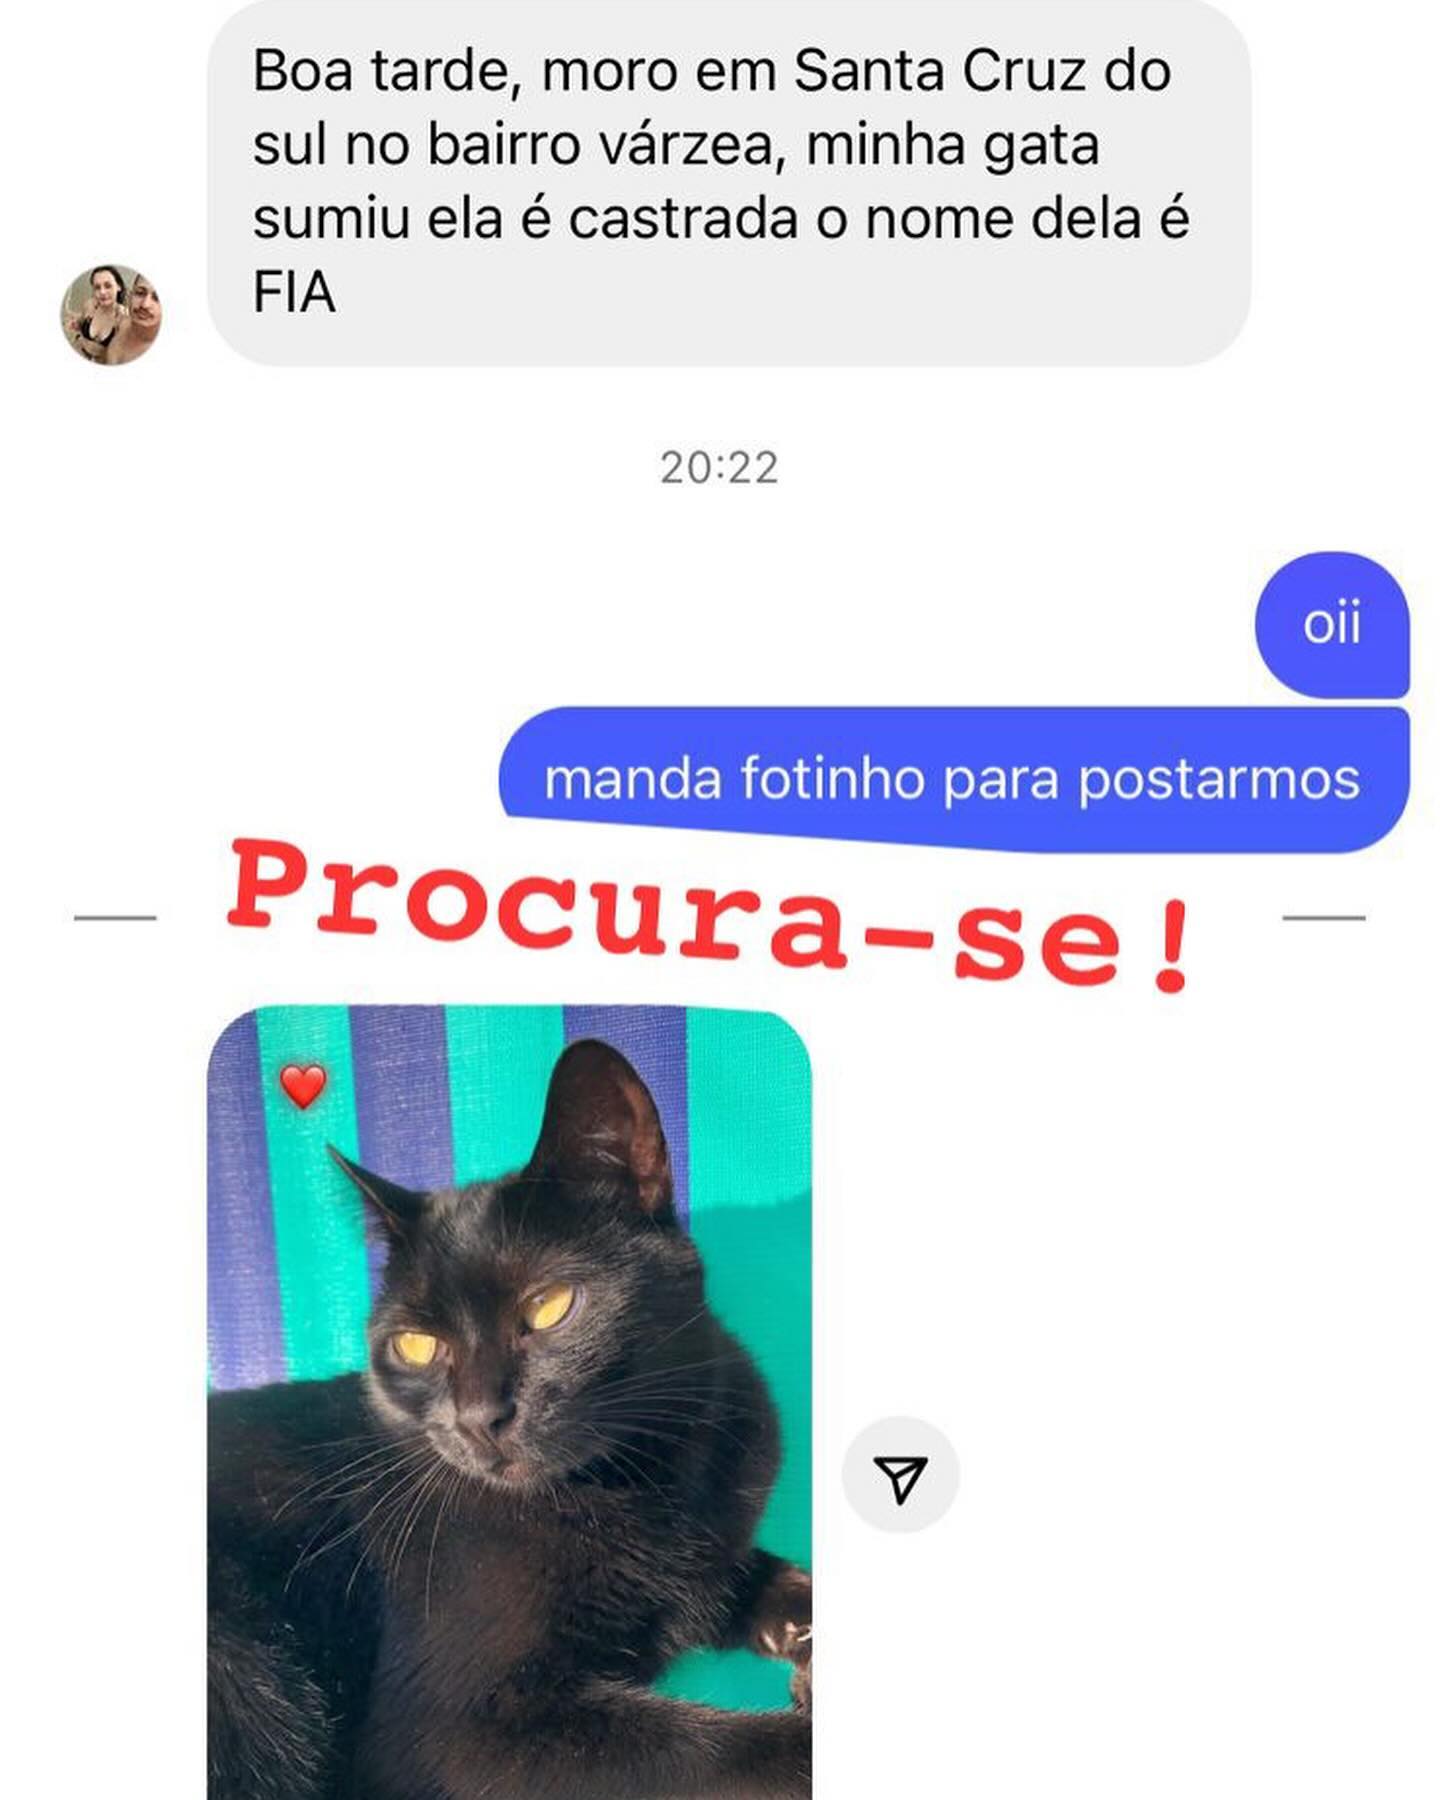 Boa tarde, moro em Santa Cruz do
sul no bairro várzea, minha gata
sumiu ela é castrada o nome dela é
FIA
20:22
oii
manda fotinho para postarmos
Procura-se!